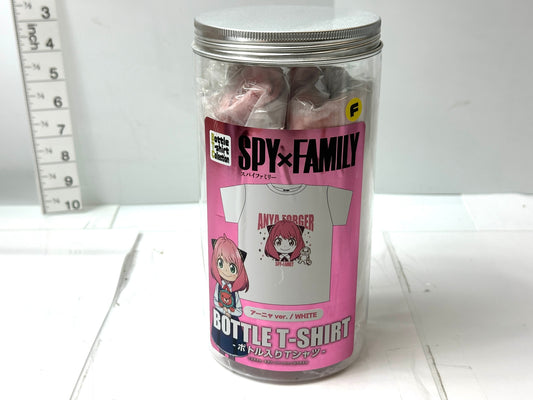 3
inch
4
5
6
7
8
9
10
F
Bottle
T-shirt
Collection
SPY×FAMILY
スパイファミリー
ANYA FORGER
SPY×FAMILY
アーニャ ver. / WHITE
BOTTLE T-SHIRT
- ボトル入りTシャツ -